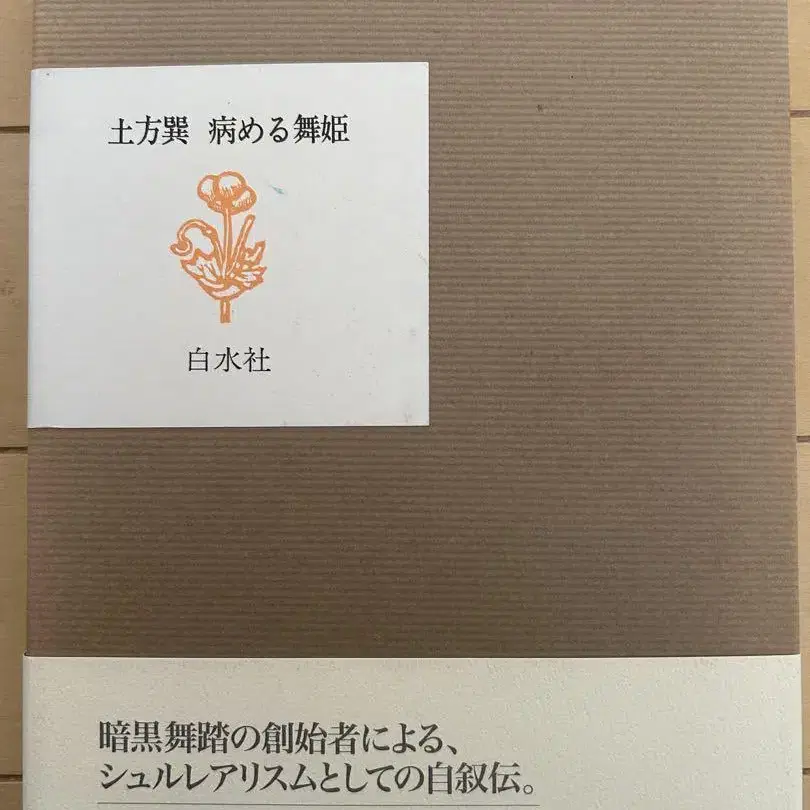 土方巽 病める舞姫
白水社
暗黒舞踏の創始者による、
シュルレアリスムとしての自叙伝。